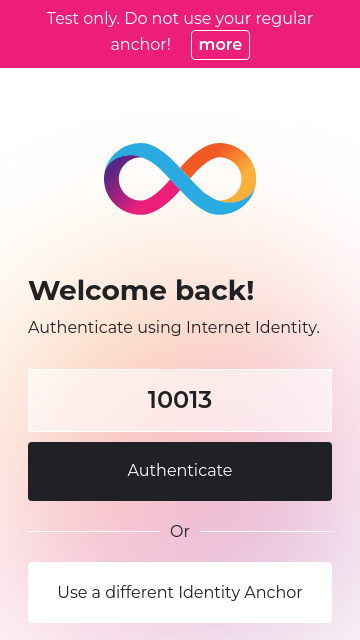 Test only. Do not use your regular
anchor! more
Welcome back!
Authenticate using Internet Identity.
10013
Authenticate
Or
Use a different Identity Anchor